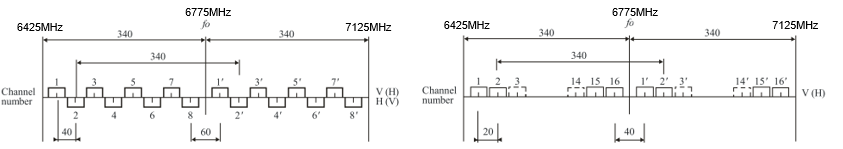 6775MHz
6425MHz fo 7125MHz
340 340
340
1 3 5 7 1′ 3′ 5′ 7′
Channel number V (H) H (V)
2 4 6 8 2′ 4′ 6′ 8′
40 60
6775MHz
6425MHz fo 7125MHz
340 340
340
1 2 3 14 15 16 1′ 2′ 3′ 14′ 15′ 16′
Channel number V (H)
20 40